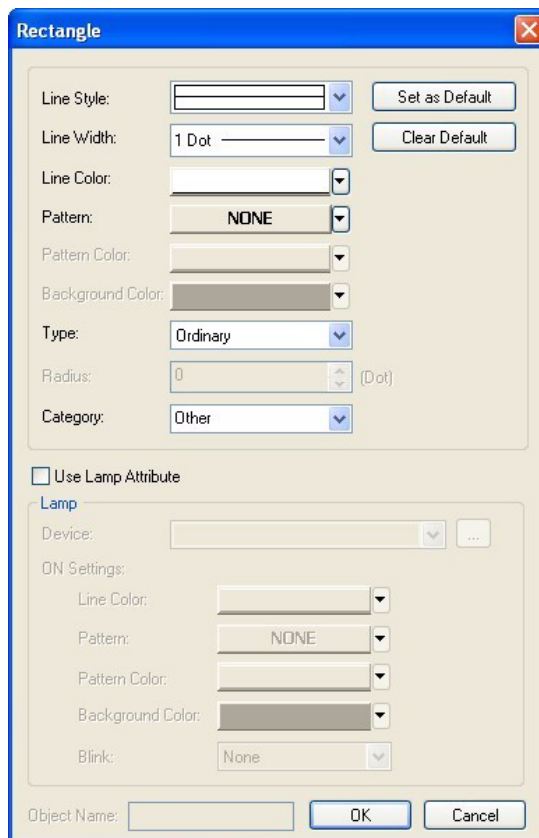 Rectangle
Line Style:
Set as Default
Line Width:
1 Dot
Clear Default
Line Color:
Pattern:
NONE
Pattern Color:
Background Color:
Type:
Ordinary
Radius:
0
(Dot)
Category:
Other
Use Lamp Attribute
Lamp
Device:
...
ON Settings:
Line Color:
Pattern:
NONE
Pattern Color:
Background Color:
Blink:
None
Object Name:
OK
Cancel